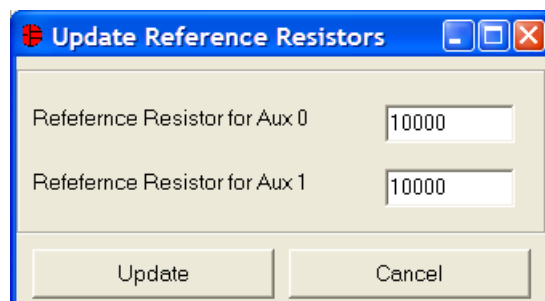 Update Reference Resistors
Refefernce Resistor for Aux 0 10000
Refefernce Resistor for Aux 1 10000
Update Cancel